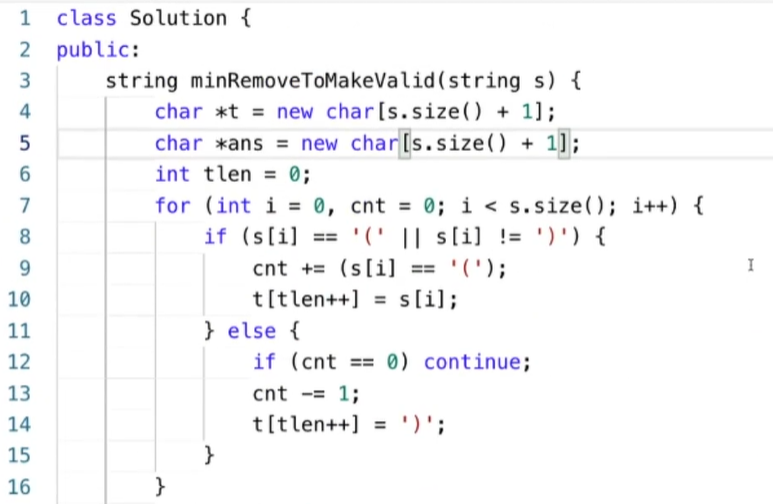 1 class Solution {
2 public:
3     string minRemoveToMakeValid(string s) {
4         char *t = new char[s.size() + 1];
5         char *ans = new char[s.size() + 1];
6         int tlen = 0;
7         for (int i = 0, cnt = 0; i < s.size(); i++) {
8             if (s[i] == '(' || s[i] != ')') {
9                 cnt += (s[i] == '(');
10                 t[tlen++] = s[i];
11             } else {
12                 if (cnt == 0) continue;
13                 cnt -= 1;
14                 t[tlen++] = ')';
15             }
16         }